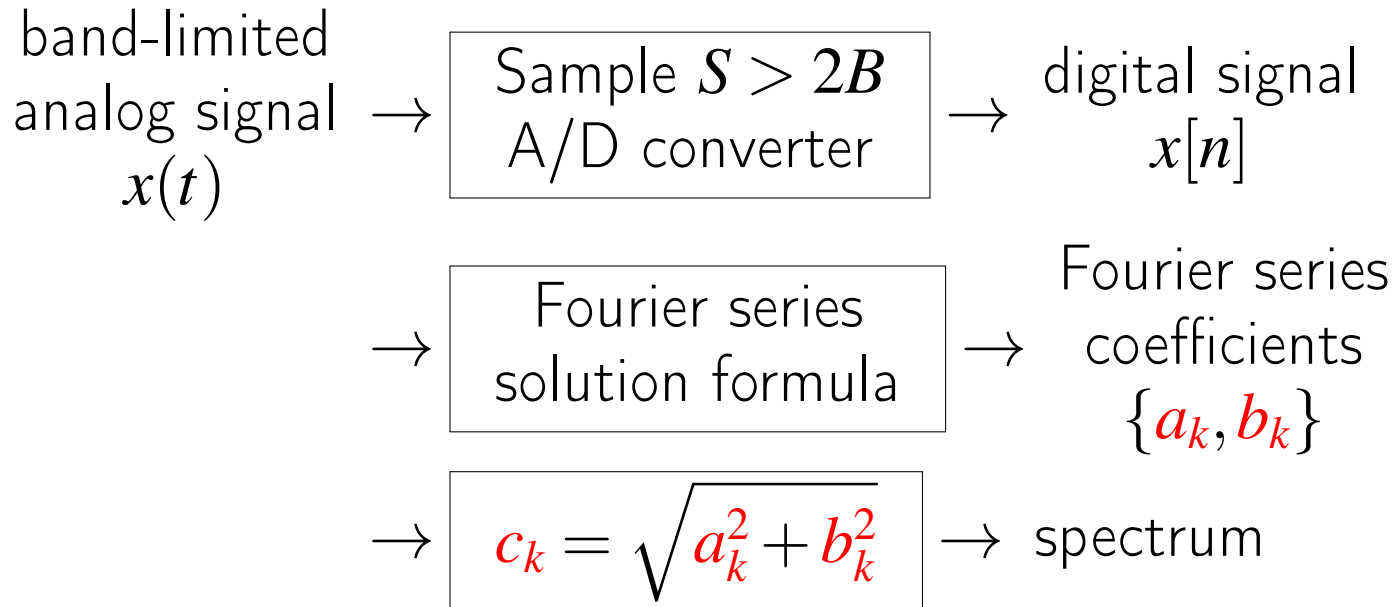 band-limited
analog signal
x(t)
→
Sample S > 2B
A/D converter
→
digital signal
x[n]
→
Fourier series
solution formula
→
Fourier series
coefficients
{a_k, b_k}
→
c_k = √(a_k^2 + b_k^2)
→
spectrum